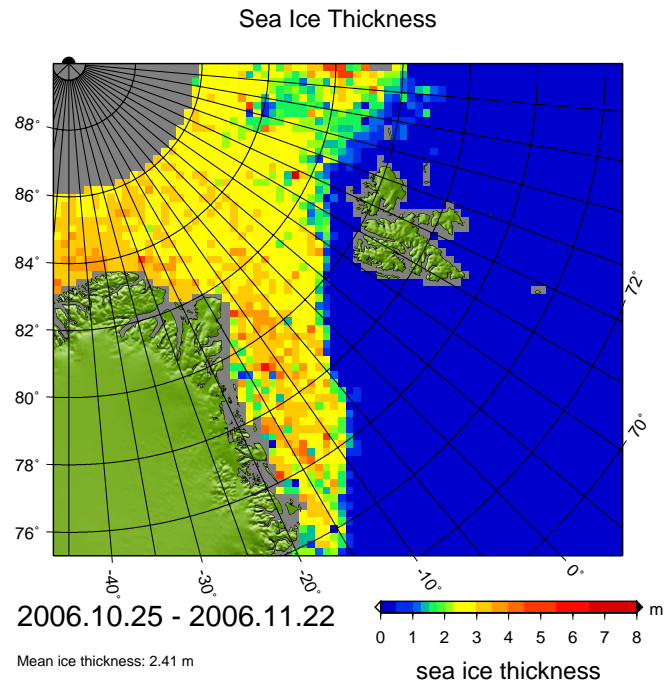 Sea Ice Thickness
88°
86°
84°
82°
80°
78°
76°
72°
70°
-40°
-30°
-20°
-10°
0°
2006.10.25 - 2006.11.22
Mean ice thickness: 2.41 m
0 1 2 3 4 5 6 7 8 m
sea ice thickness